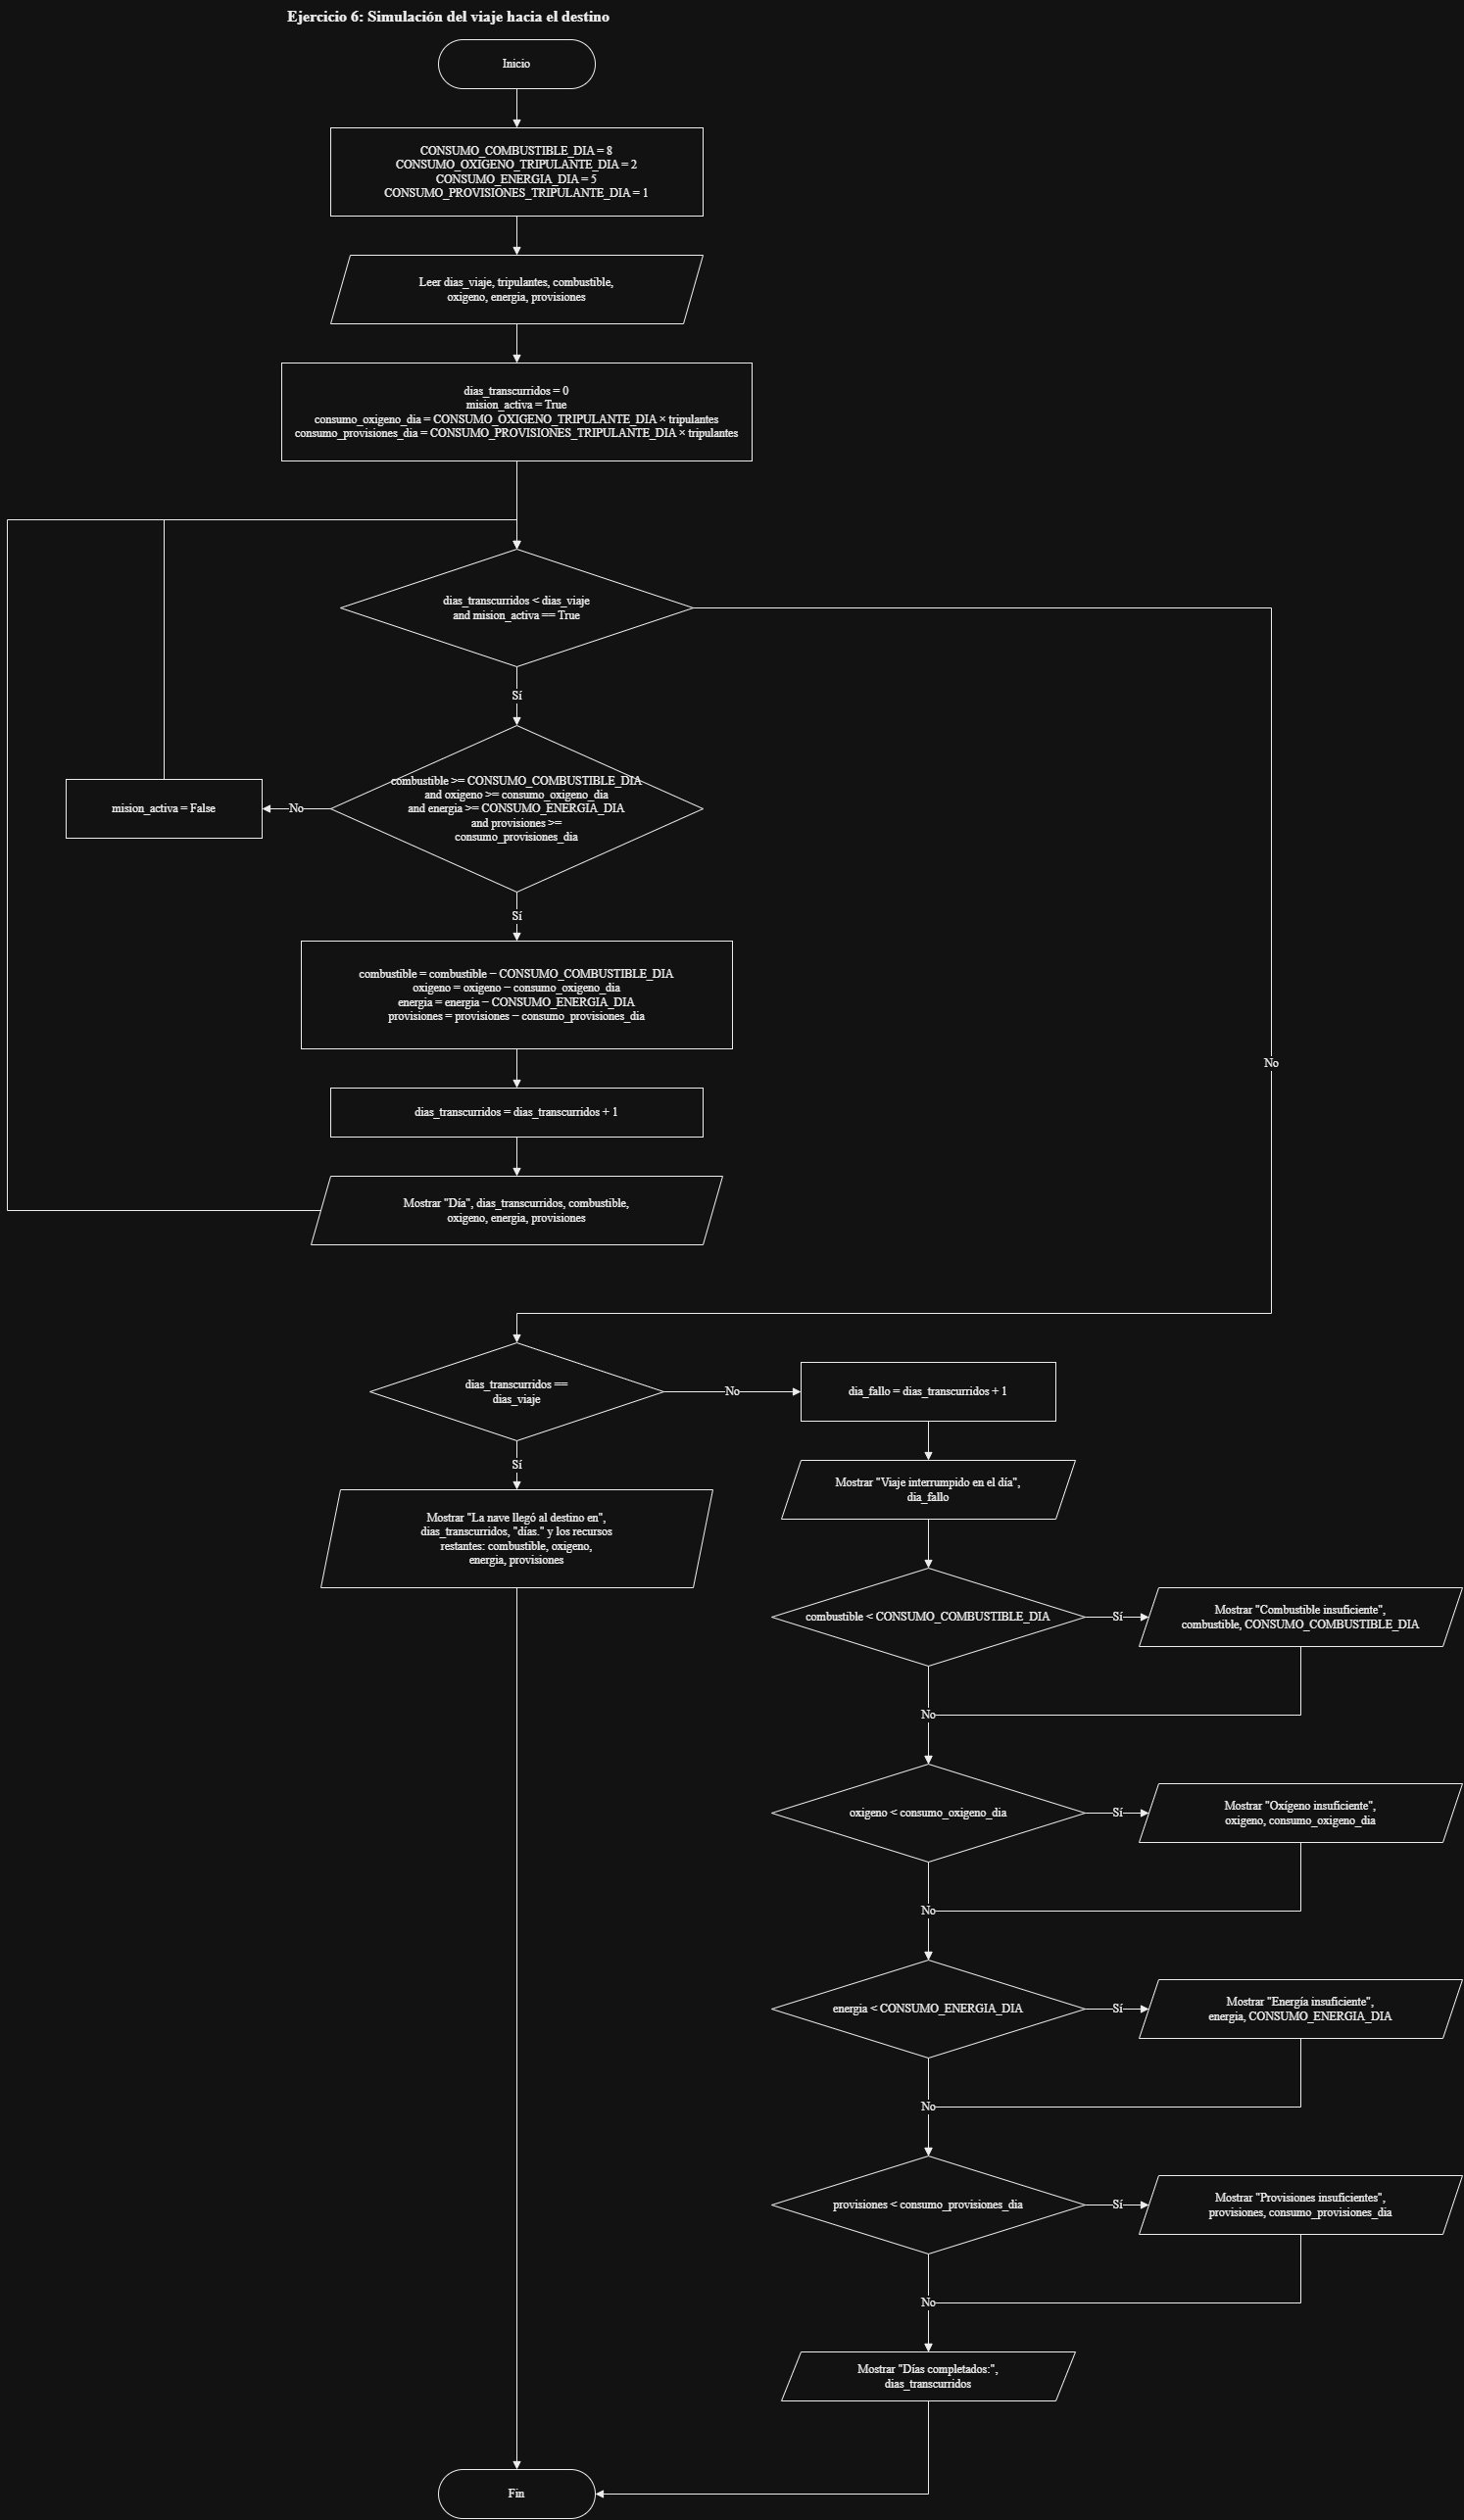 Ejercicio 6: Simulación del viaje hacia el destino
Inicio
CONSUMO_COMBUSTIBLE_DIA = 8
CONSUMO_OXIGENO_TRIPULANTE_DIA = 2
CONSUMO_ENERGIA_DIA = 5
CONSUMO_PROVISIONES_TRIPULANTE_DIA = 1
Leer dias_viaje, tripulantes, combustible,
oxigeno, energia, provisiones
dias_transcurridos = 0
mision_activa = True
consumo_oxigeno_dia = CONSUMO_OXIGENO_TRIPULANTE_DIA × tripulantes
consumo_provisiones_dia = CONSUMO_PROVISIONES_TRIPULANTE_DIA × tripulantes
dias_transcurridos < dias_viaje
and mision_activa == True
Sí
combustible >= CONSUMO_COMBUSTIBLE_DIA
and oxigeno >= consumo_oxigeno_dia
and energia >= CONSUMO_ENERGIA_DIA
and provisiones >=
consumo_provisiones_dia
No
mision_activa = False
Sí
combustible = combustible − CONSUMO_COMBUSTIBLE_DIA
oxigeno = oxigeno − consumo_oxigeno_dia
energia = energia − CONSUMO_ENERGIA_DIA
provisiones = provisiones − consumo_provisiones_dia
No
dias_transcurridos = dias_transcurridos + 1
Mostrar "Día", dias_transcurridos, combustible,
oxigeno, energia, provisiones
dias_transcurridos ==
dias_viaje
No
dia_fallo = dias_transcurridos + 1
Sí
Mostrar "Viaje interrumpido en el día",
dia_fallo
Mostrar "La nave llegó al destino en",
dias_transcurridos, "días." y los recursos
restantes: combustible, oxigeno,
energia, provisiones
combustible < CONSUMO_COMBUSTIBLE_DIA
Sí
Mostrar "Combustible insuficiente",
combustible, CONSUMO_COMBUSTIBLE_DIA
No
oxigeno < consumo_oxigeno_dia
Sí
Mostrar "Oxígeno insuficiente",
oxigeno, consumo_oxigeno_dia
No
energia < CONSUMO_ENERGIA_DIA
Sí
Mostrar "Energía insuficiente",
energia, CONSUMO_ENERGIA_DIA
No
provisiones < consumo_provisiones_dia
Sí
Mostrar "Provisiones insuficientes",
provisiones, consumo_provisiones_dia
No
Mostrar "Días completados:",
dias_transcurridos
Fin